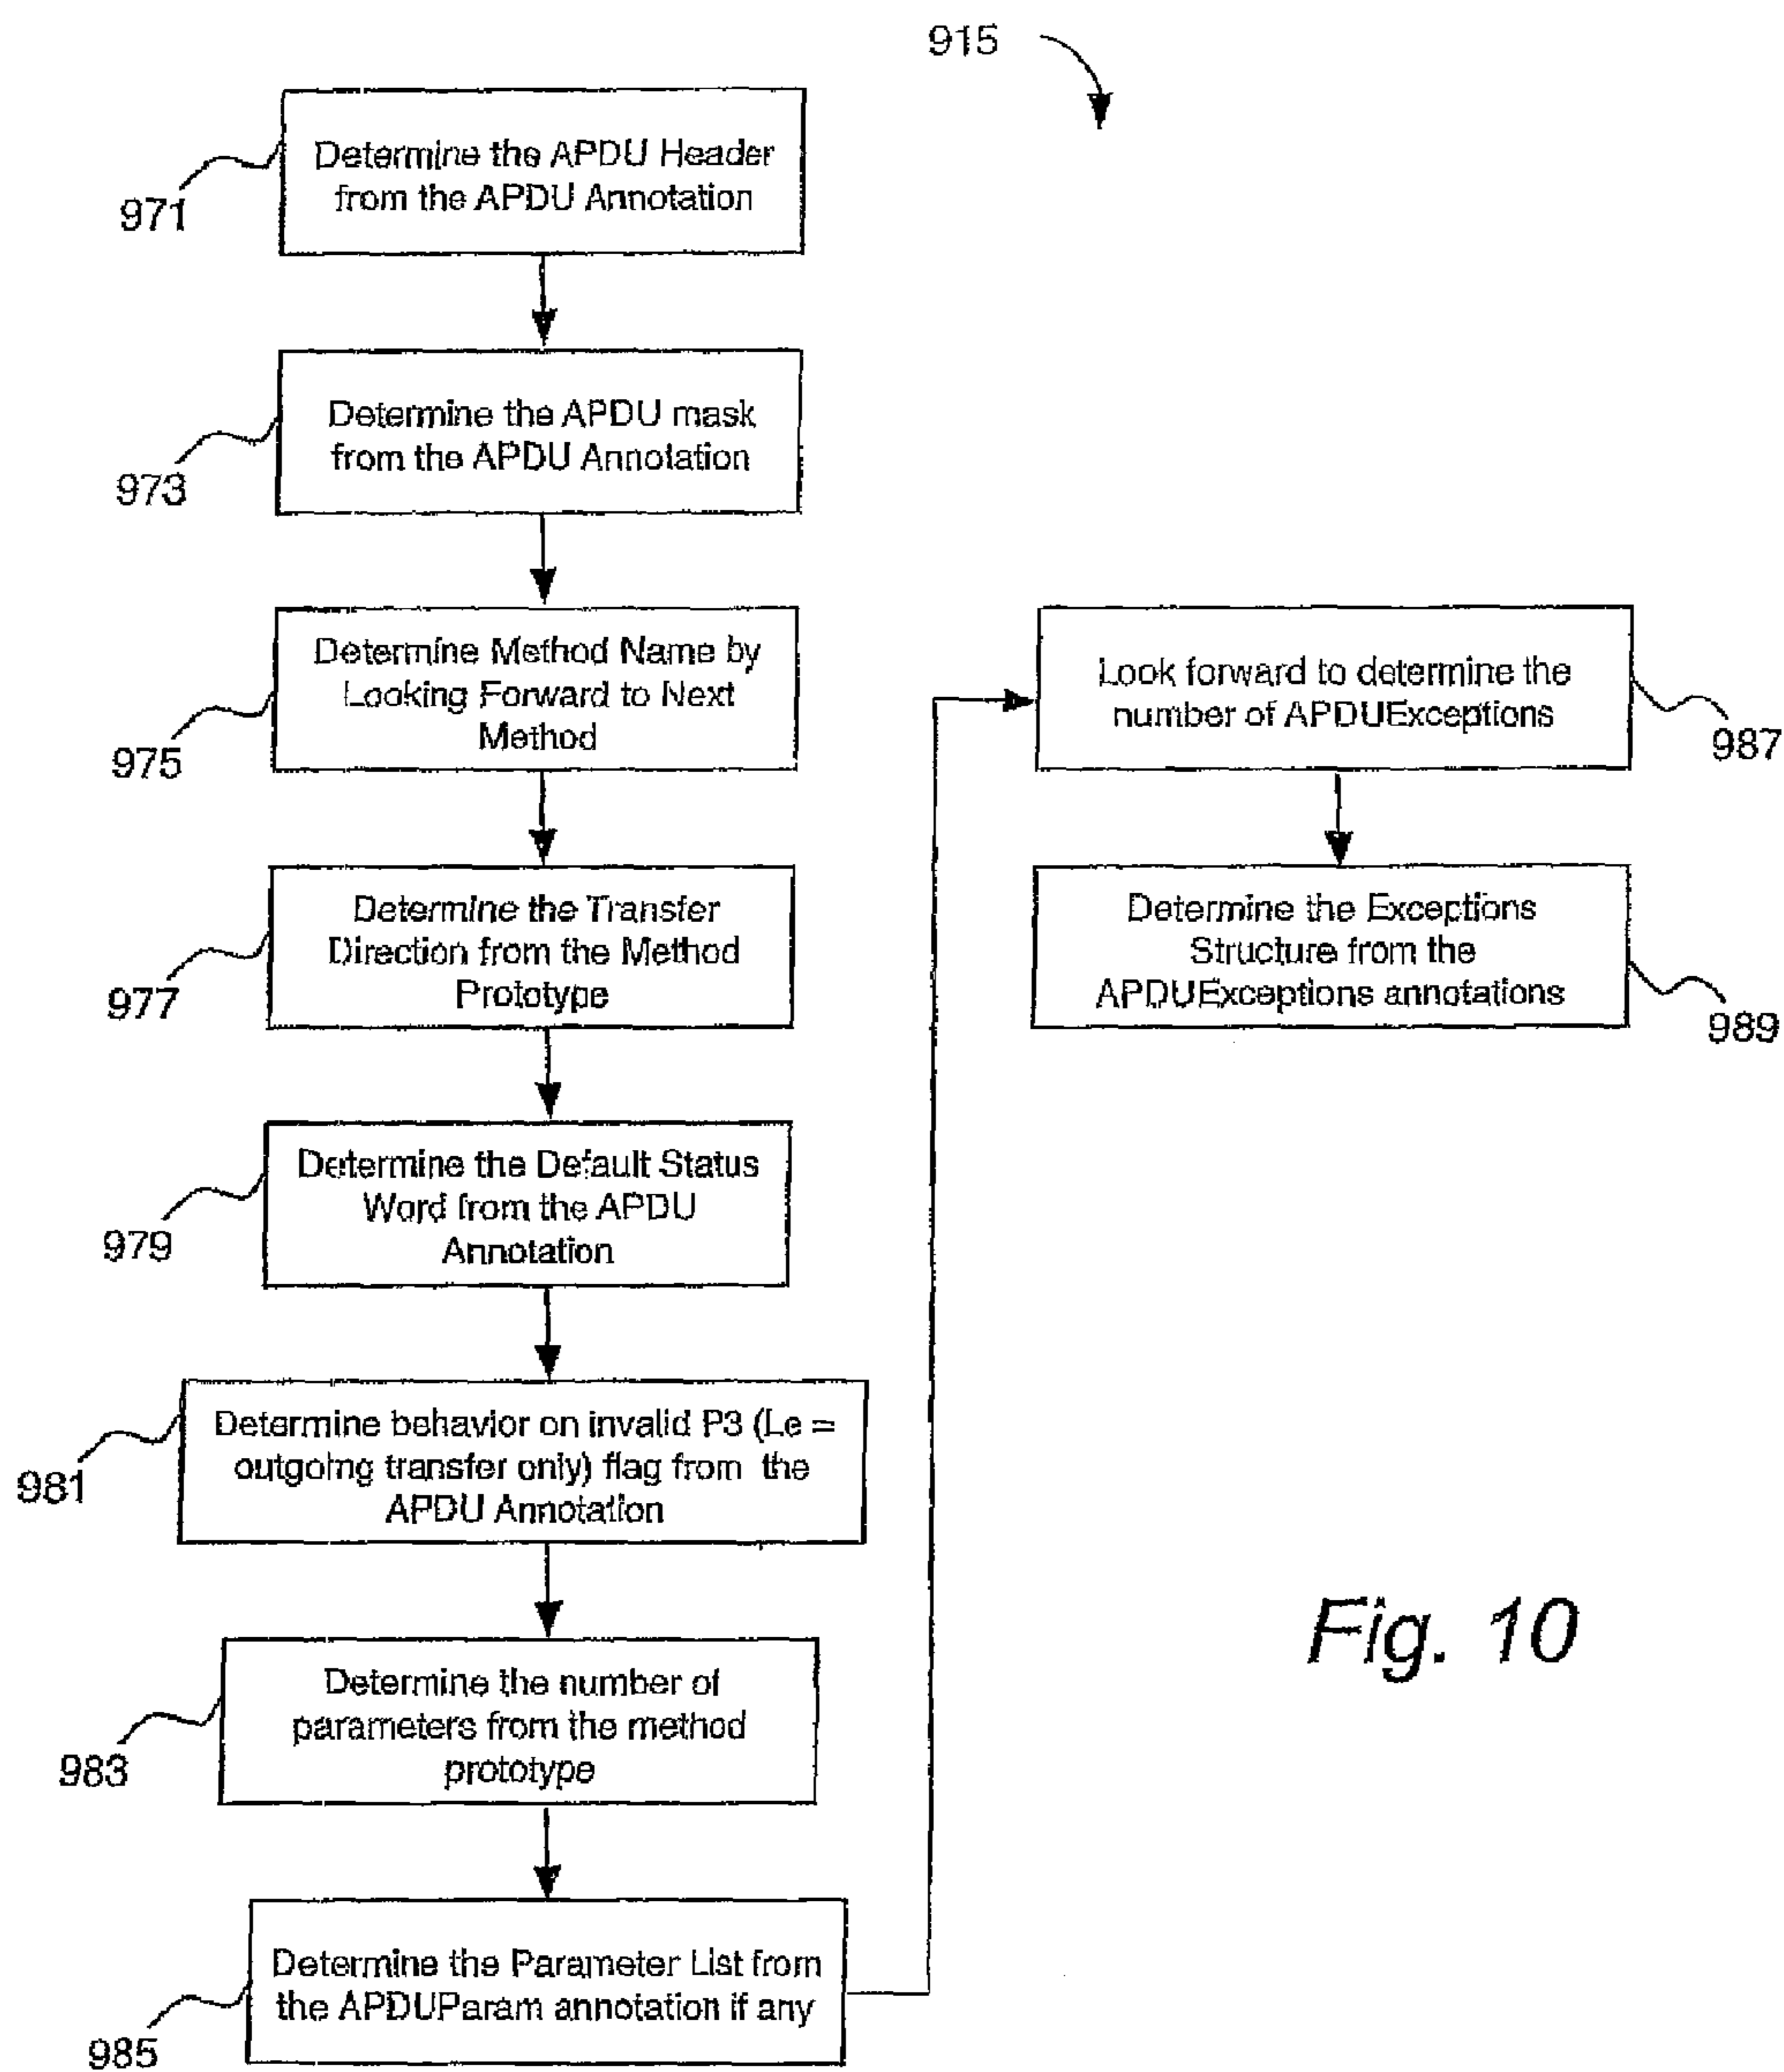 915
Determine the APDU Header
from the APDU Annotation
971
Determine the APDU mask
from the APDU Annotation
973
Determine Method Name by
Looking Forward to Next
Method
975
Determine the Transfer
Direction from the Method
Prototype
977
Determine the Default Status
Word from the APDU
Annotation
979
Determine behavior on invalid P3 (Le =
outgoing transfer only) flag from the
APDU Annotation
981
Determine the number of
parameters from the method
prototype
983
Determine the Parameter List from
the APDUParam annotation if any
985
Look forward to determine the
number of APDUExceptions
987
Determine the Exceptions
Structure from the
APDUExceptions annotations
989
Fig. 10